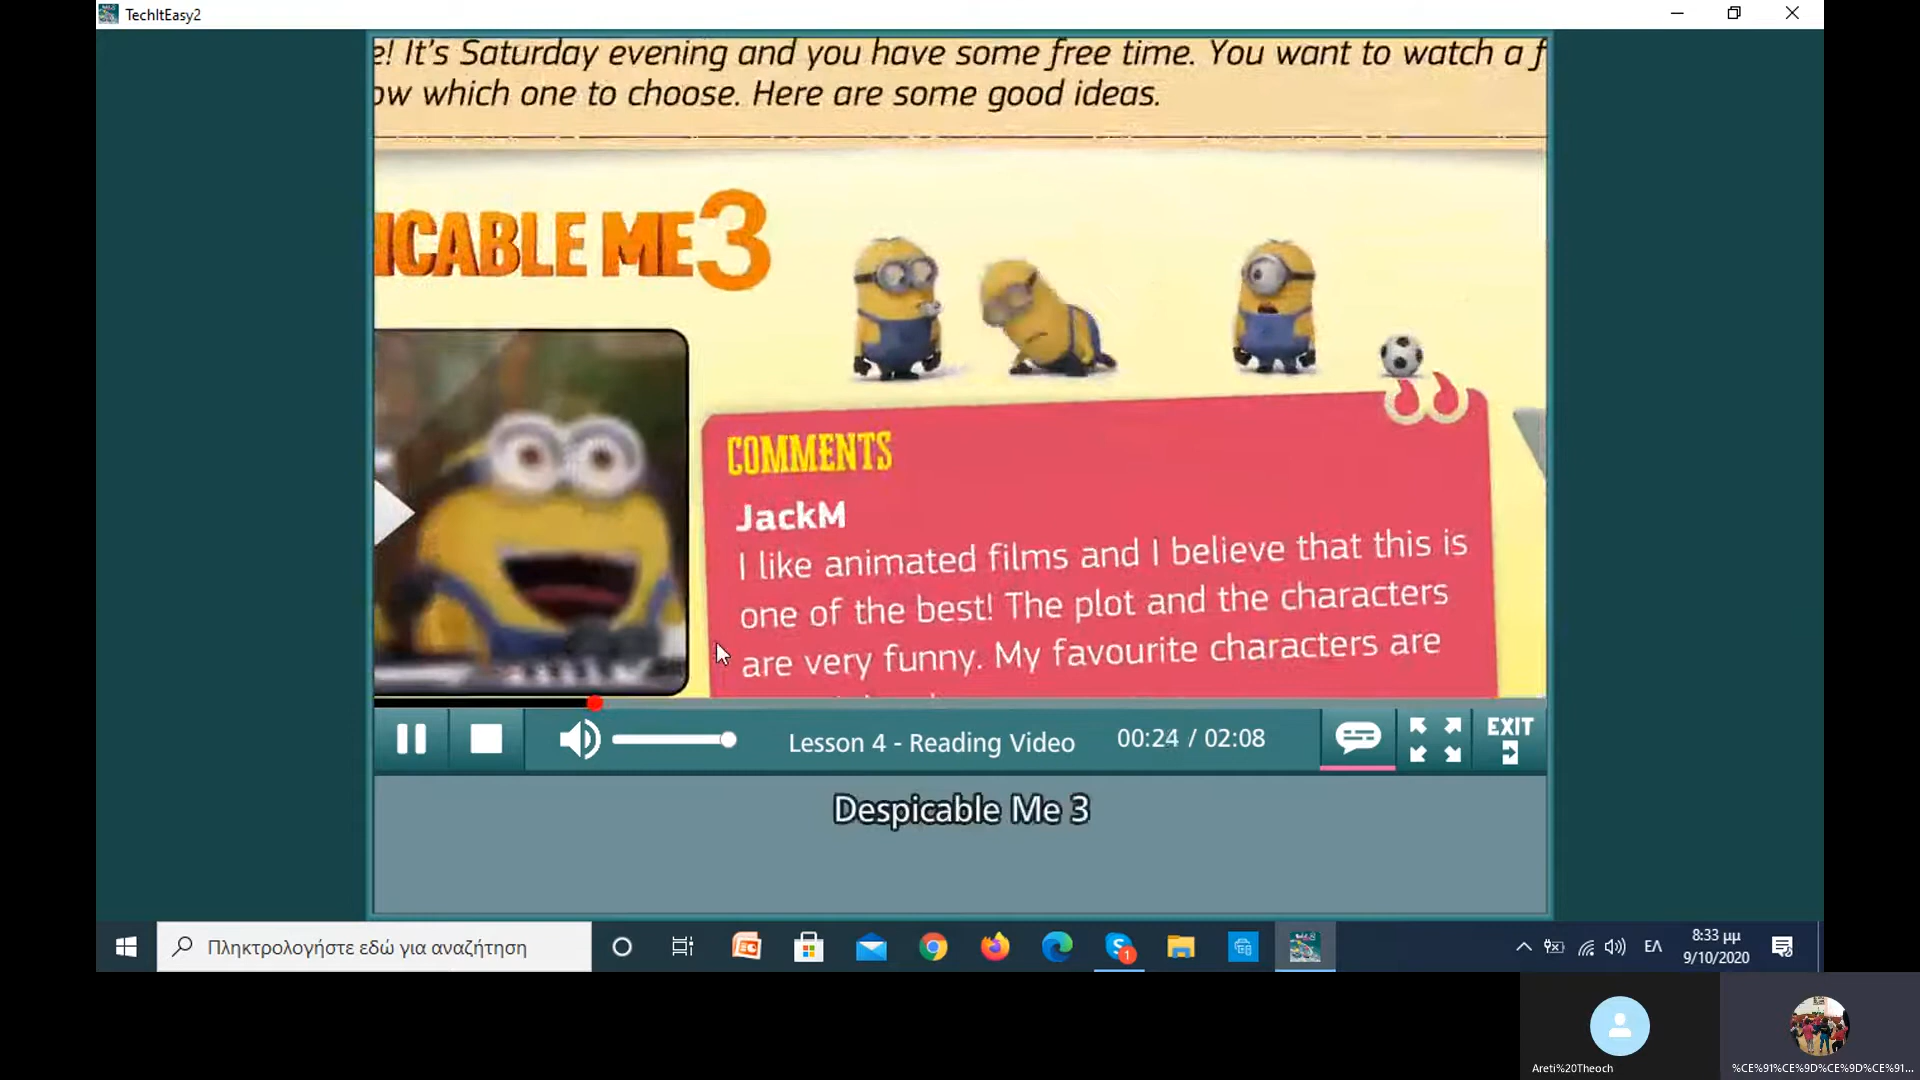 TechItEasy2
e! It's Saturday evening and you have some free time. You want to watch a f
ow which one to choose. Here are some good ideas.
ICABLE ME 3
COMMENTS
JackM
I like animated films and I believe that this is
one of the best! The plot and the characters
are very funny. My favourite characters are
Lesson 4 - Reading Video
00:24 / 02:08
EXIT
Despicable Me 3
Πληκτρολογήστε εδώ για αναζήτηση
1
ΕΛ
8:33 μμ
9/10/2020
Areti%20Theoch
%CE%91%CE%9D%CE%9D%CE%91...